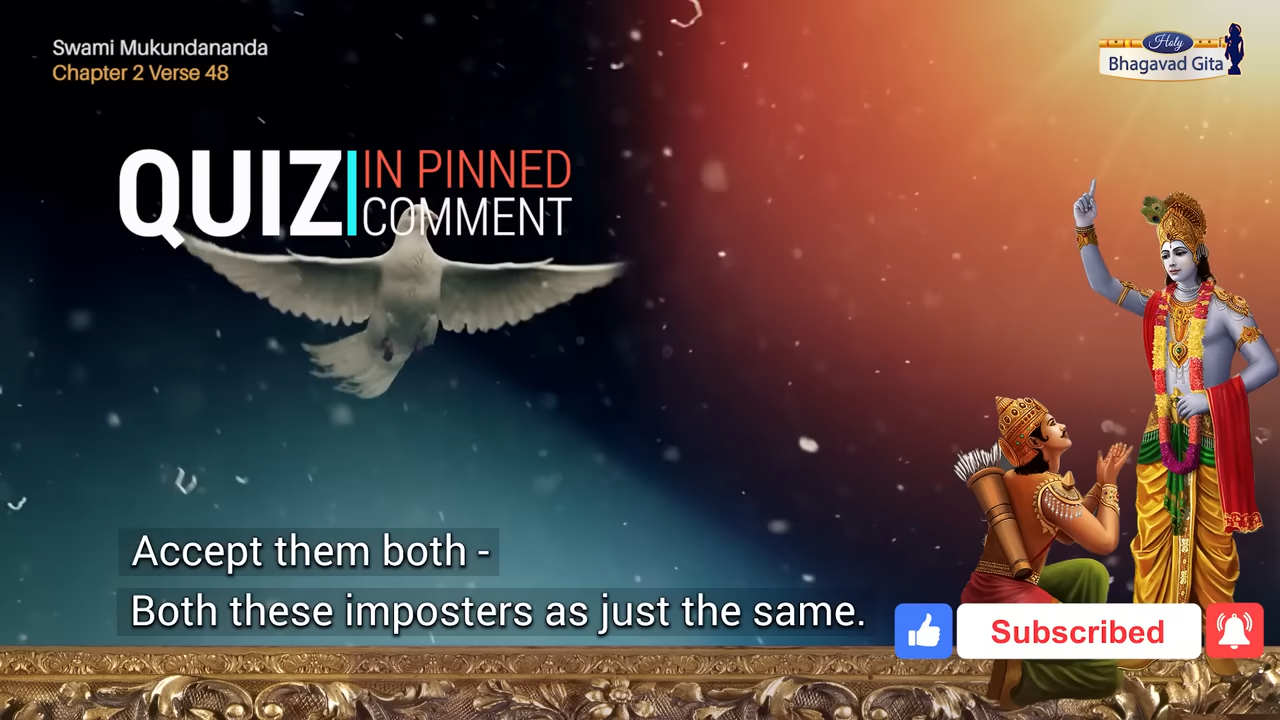 Swami Mukundananda
Chapter 2 Verse 48
Holy
Bhagavad Gita
QUIZ
IN PINNED
COMMENT
Accept them both -
Both these imposters as just the same.
Subscribed